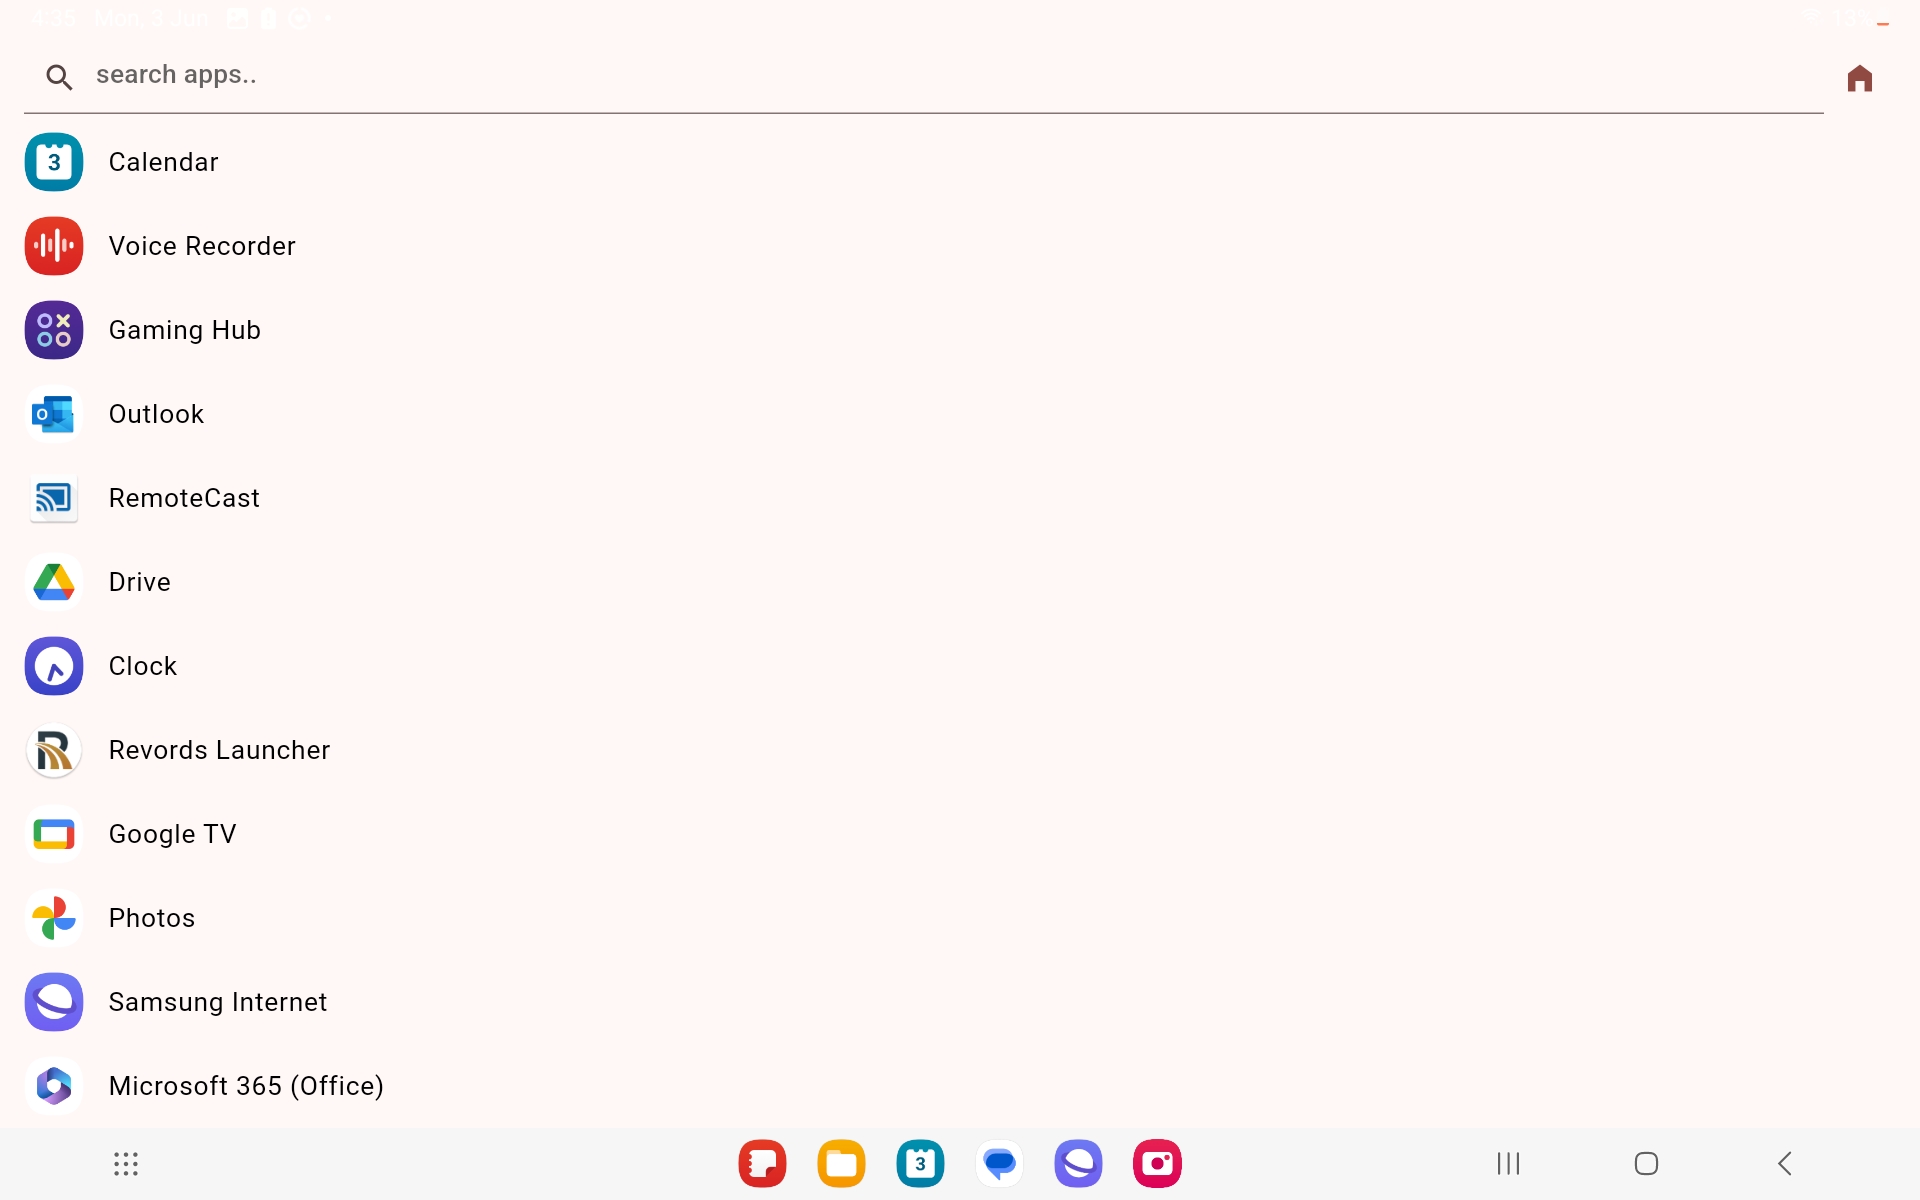 4:35 Mon, 3 Jun
search apps..
3
Calendar
Voice Recorder
Gaming Hub
O
Outlook
RemoteCast
Drive
Clock
R
Revords Launcher
Google TV
Photos
Samsung Internet
Microsoft 365 (Office)
3